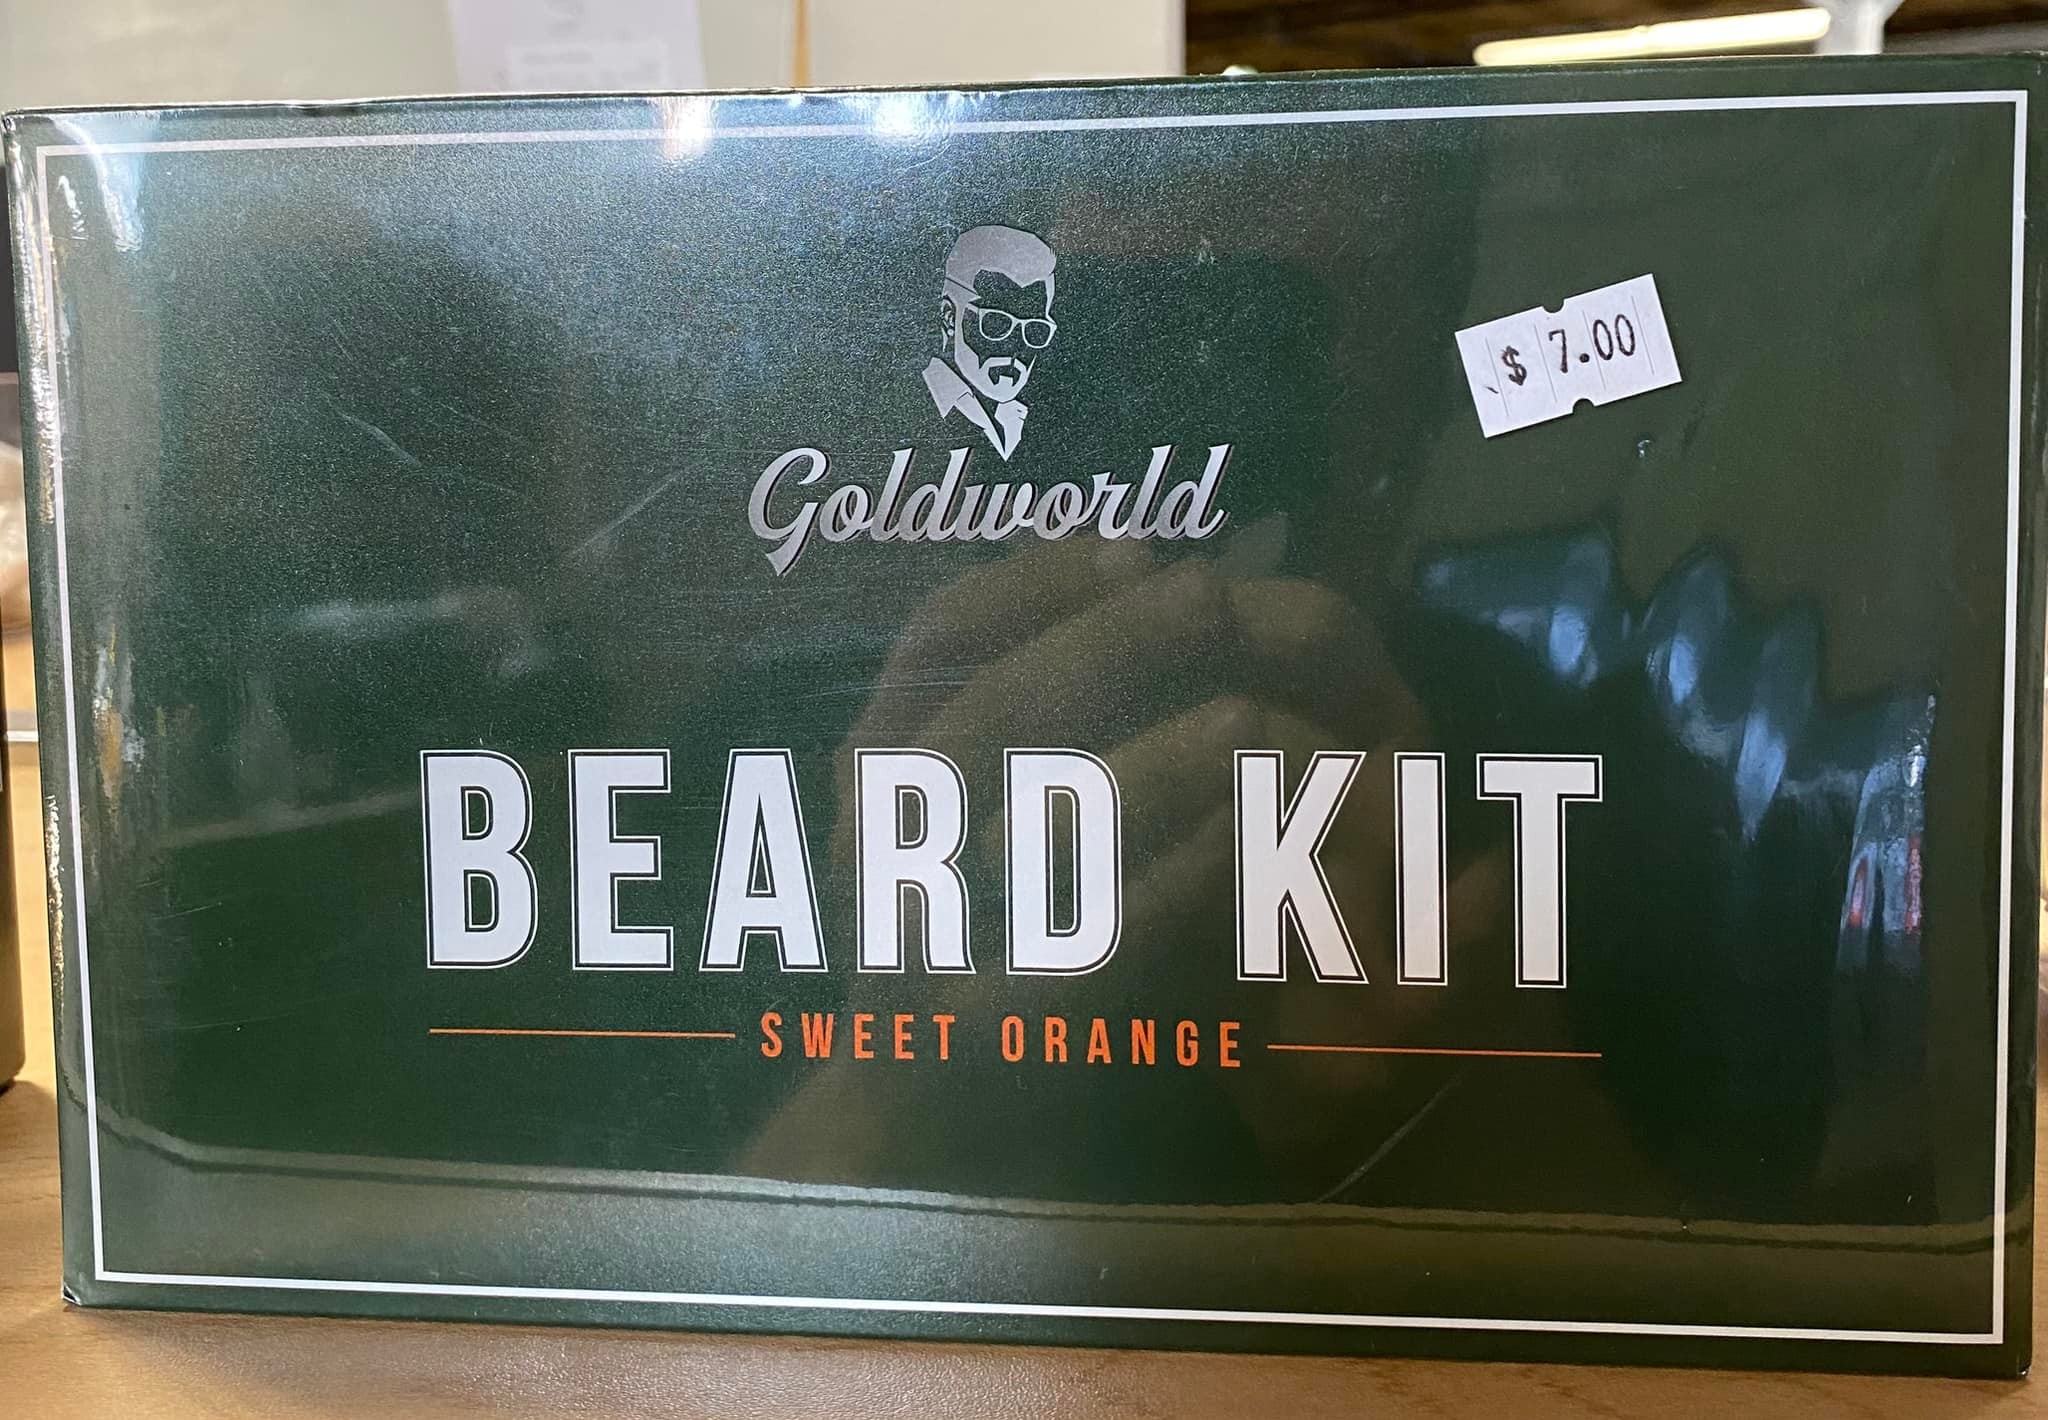 $ 7.00
Goldworld
BEARD KIT
SWEET ORANGE